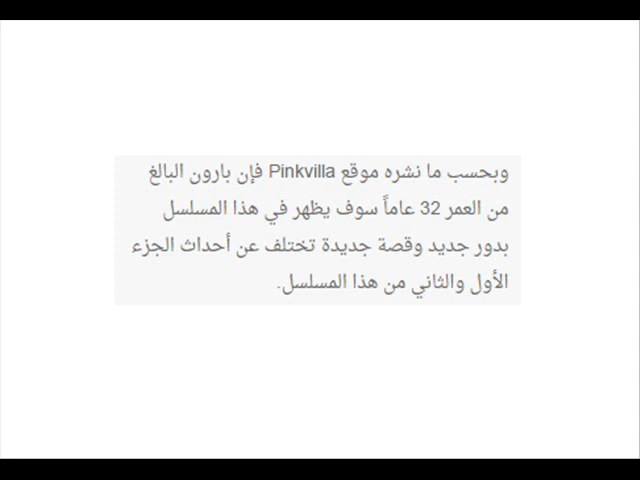 وبحسب ما نشره موقع Pinkvilla فإن بارون البالغ
من العمر 32 عاماً سوف يظهر في هذا المسلسل
بدور جديد وقصة جديدة تختلف عن أحداث الجزء
الأول والثاني من هذا المسلسل.